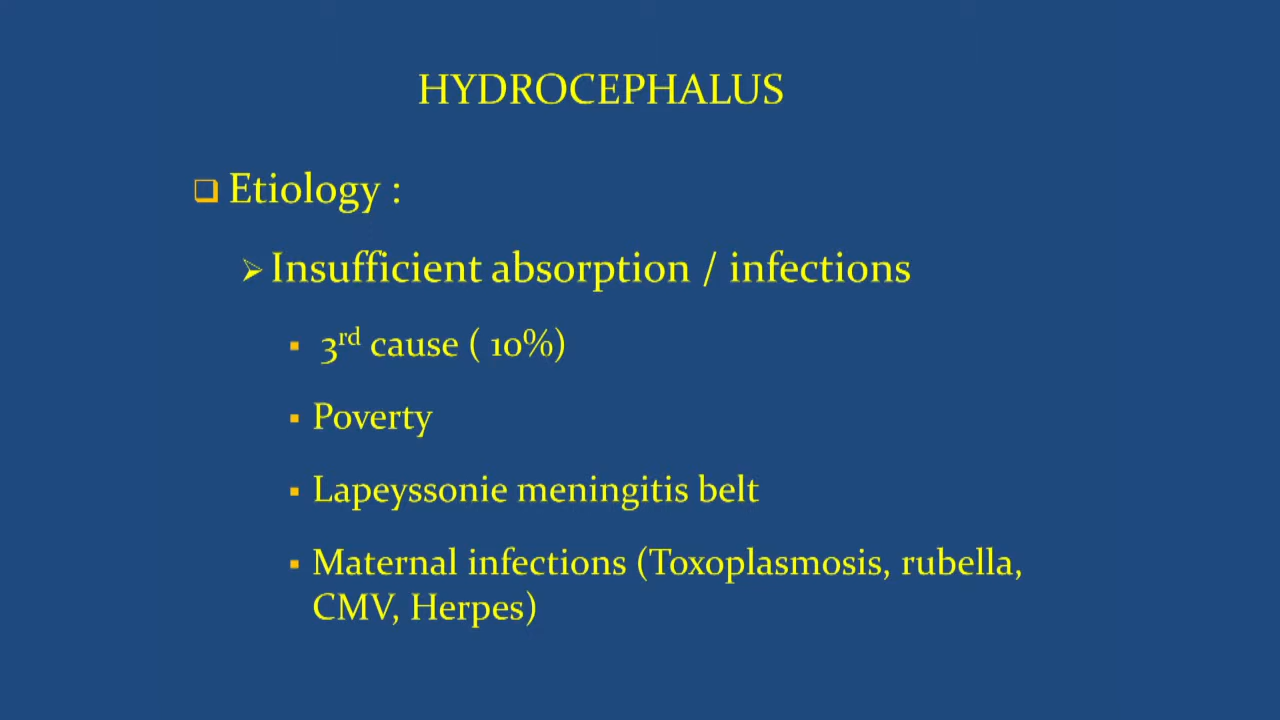 HYDROCEPHALUS
Etiology :
Insufficient absorption / infections
3rd cause ( 10%)
Poverty
Lapeyssonie meningitis belt
Maternal infections (Toxoplasmosis, rubella,
CMV, Herpes)